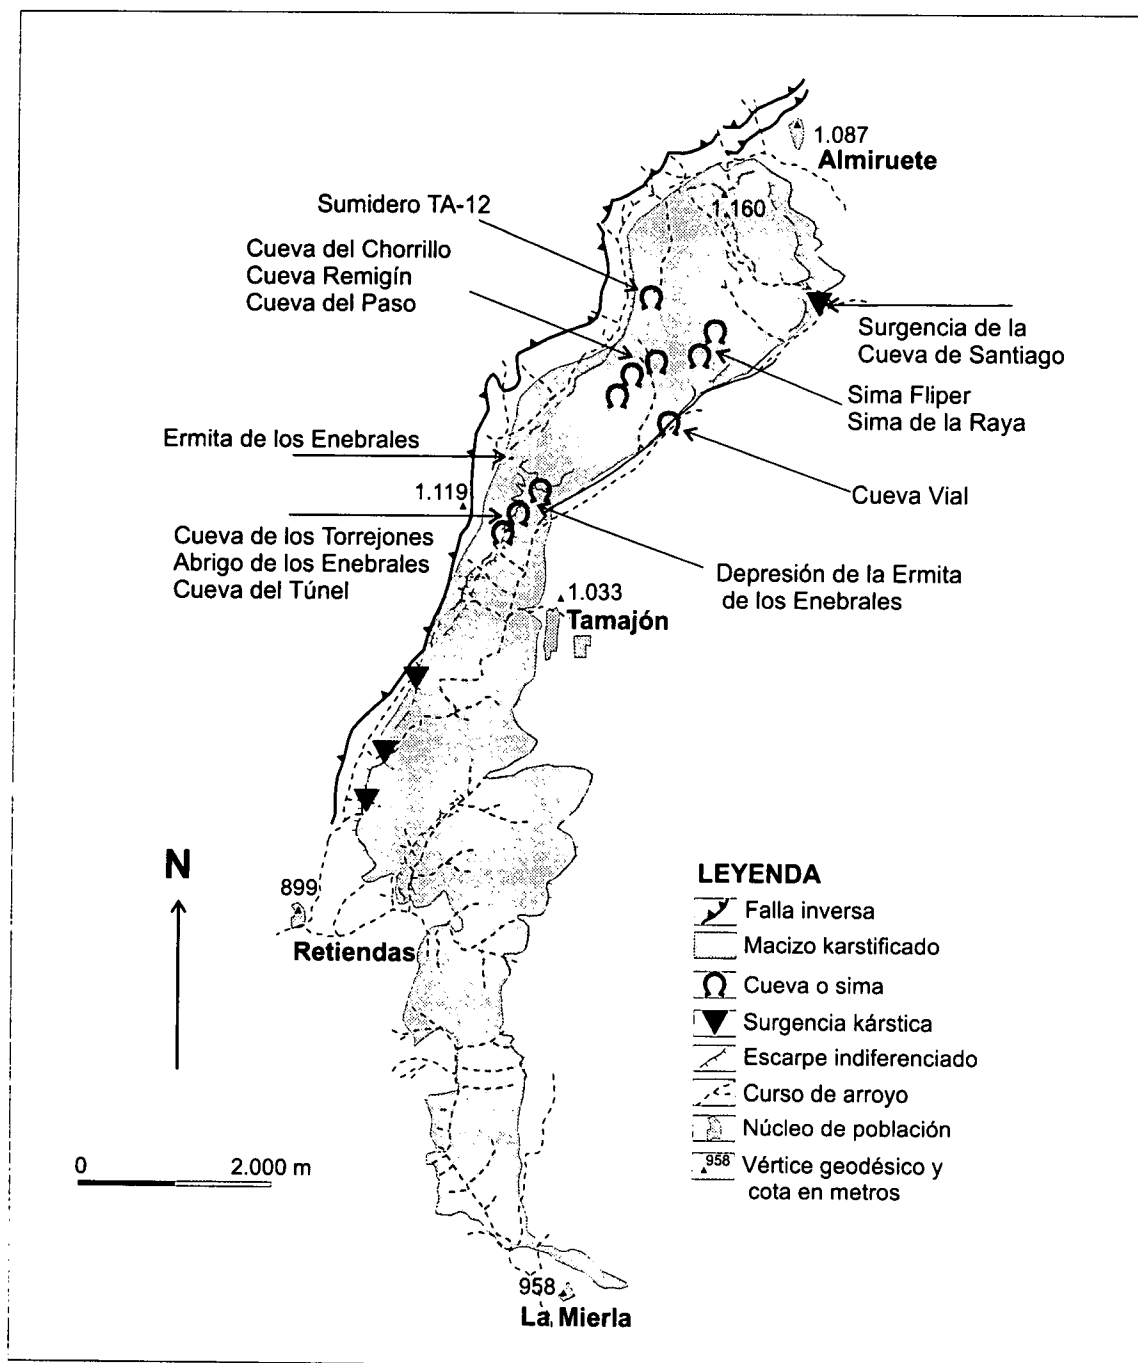 1.087
Almiruete
Sumidero TA-12
1.160
Cueva del Chorrillo
Cueva Remigín
Cueva del Paso
Surgencia de la
Cueva de Santiago
Sima Fliper
Sima de la Raya
Ermita de los Enebrales
1.119
Cueva Vial
Cueva de los Torrejones
Abrigo de los Enebrales
Cueva del Túnel
Depresión de la Ermita
de los Enebrales
1.033
Tamajón
N
899
Retiendas
LEYENDA
Falla inversa
Macizo karstificado
Cueva o sima
Surgencia kárstica
Escarpe indiferenciado
Curso de arroyo
Núcleo de población
958 Vértice geodésico y
cota en metros
0 2.000 m
958
La Mierla